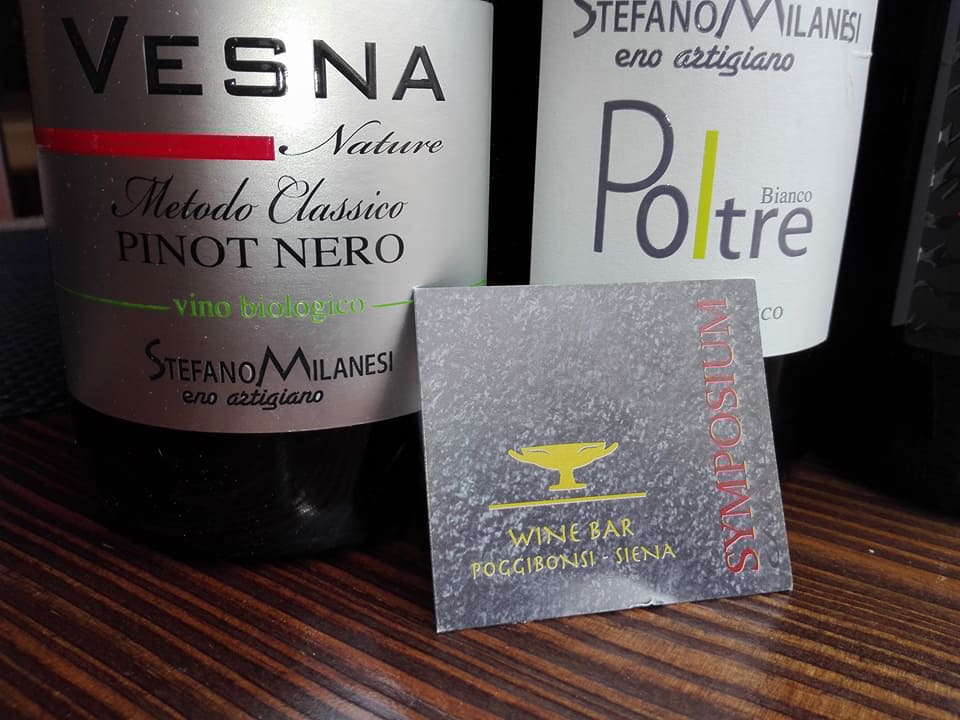 VESNA
Nature
Metodo Classico
PINOT NERO
vino biologico
STEFANO MILANESI
eno artigiano
STEFANO MILANESI
eno artigiano
Poltre
Bianco
SYMPOSIUM
WINE BAR
POGGIBONSI - SIENA